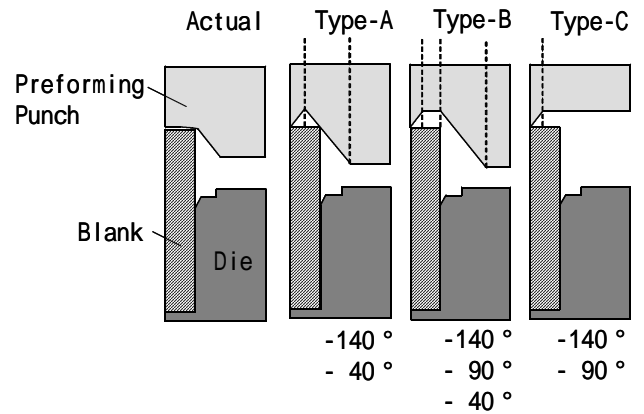 Actual Type-A Type-B Type-C
Preforming
Punch
Blank
Die
-140° -140° -140°
- 40° - 90° - 90°
- 40°